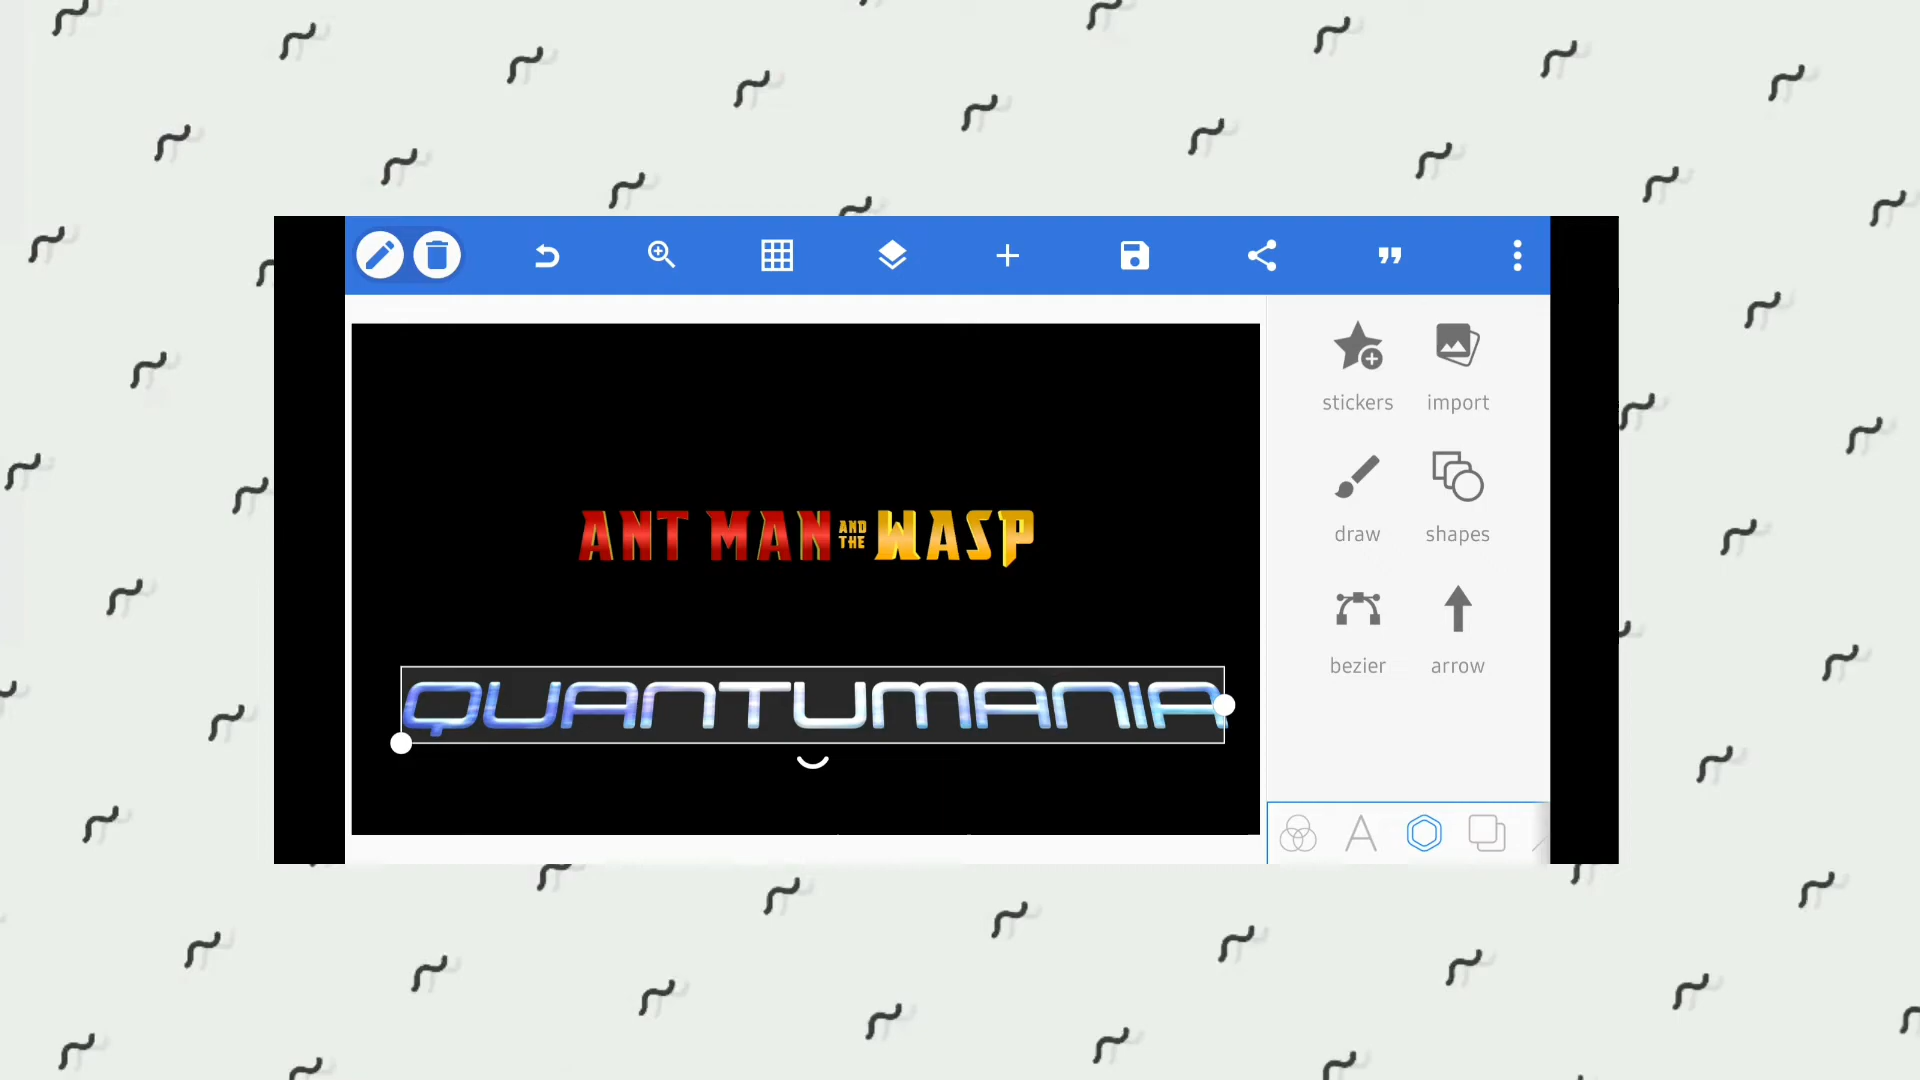 stickers import
ANT MAN AND THE WASP
draw shapes
bezier arrow
QUANTUMANIA